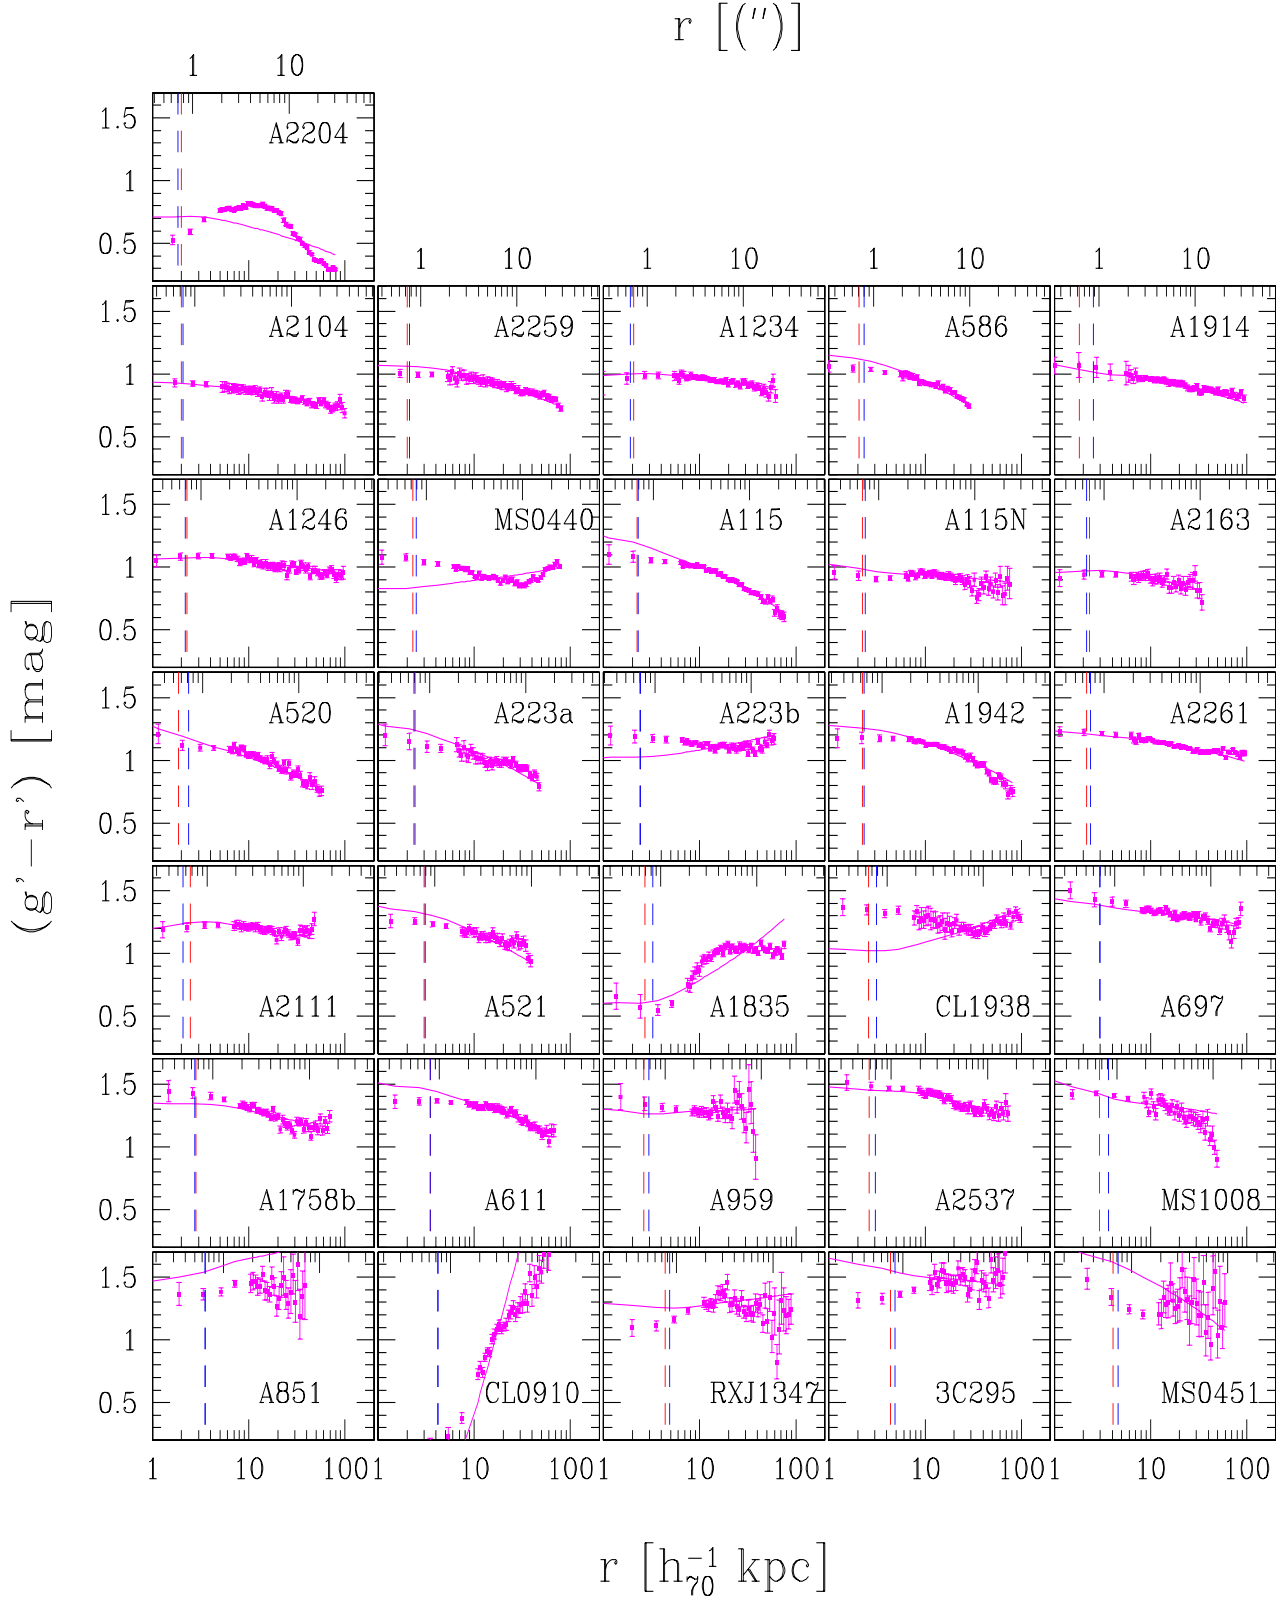 r [(″)]
1 10
1.5 A2204
1
0.5
1 10 1 10 1 10 1 10
1.5 A2104 A2259 A1234 A586 A1914
1
0.5
1.5 A1246 MS0440 A115 A115N A2163
1
0.5
1.5 A520 A223a A223b A1942 A2261
1
0.5
1.5
1
0.5 A2111 A521 A1835 CL1938 A697
1.5
1
0.5 A1758b A611 A959 A2537 MS1008
1.5
1
0.5 A851 CL0910 RXJ1347 3C295 MS0451
1 10 1001 10 1001 10 1001 10 1001 10 100
r [h₇₀⁻¹ kpc]
(g’−r’) [mag]